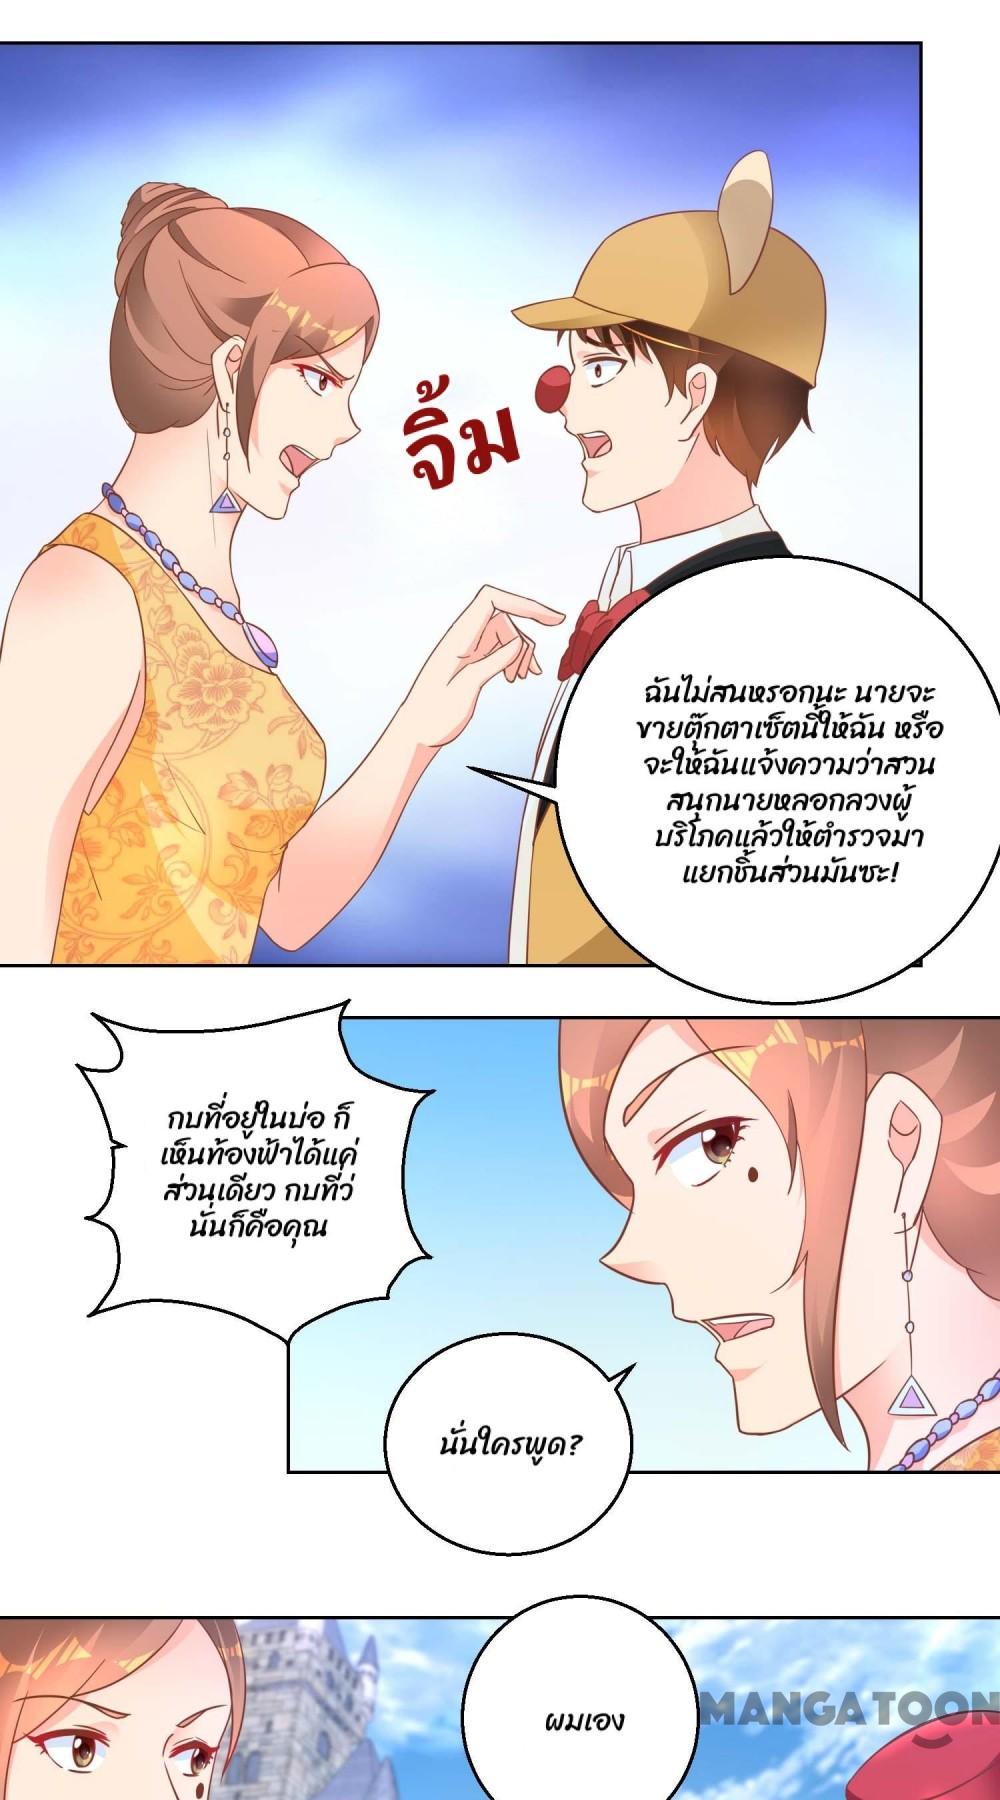 จิ้ม
ฉันไม่สนหรอกนะ นายจะ
ขายตุ๊กตาเซ็ตนี้ให้ฉัน หรือ
จะให้ฉันแจ้งความว่าสวน
สนุกนายหลอกลวงผู้
บริโภคแล้วให้ตำรวจมา
แยกชิ้นส่วนมันซะ!
กบที่อยู่ในบ่อ ก็
เห็นท้องฟ้าได้แค่
ส่วนเดียว กบที่ว่
นั่นก็คือคุณ
นั่นใครพูด?
ผมเอง
MANGATOON